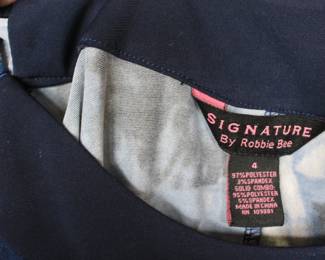 SIGNATURE
By Robbie Bee
4
97% POLYESTER
3% SPANDEX
SOLID COMBO:
95% POLYESTER
5% SPANDEX
MADE IN CHINA
RN 109881